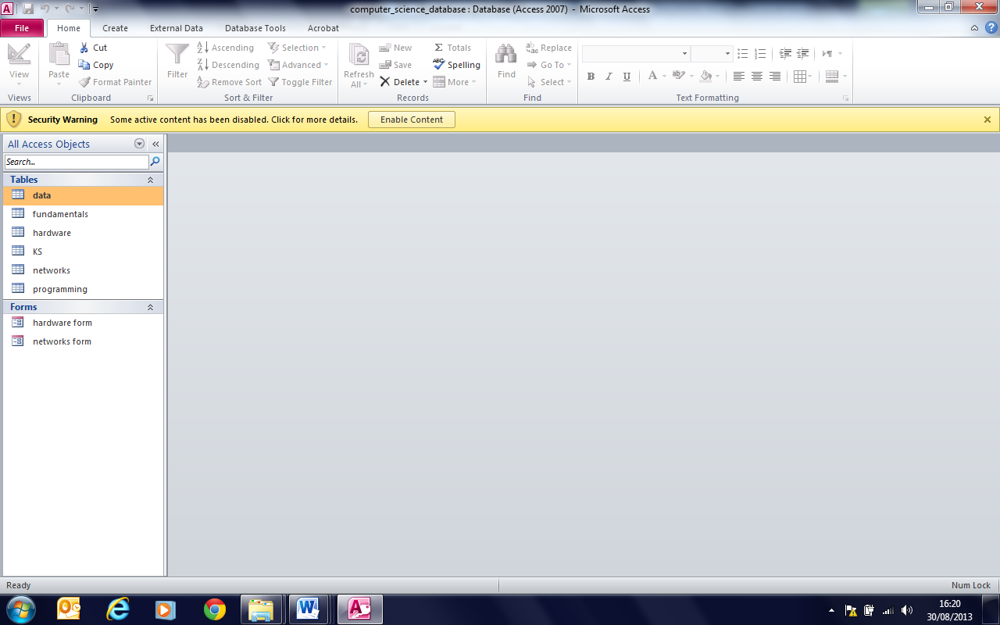 computer_science_database : Database (Access 2007) - Microsoft Access
File Home Create External Data Database Tools Acrobat
View
Views
Paste
Cut
Copy
Format Painter
Clipboard
Filter
Ascending
Descending
Remove Sort
Selection
Advanced
Toggle Filter
Sort & Filter
Refresh
All
New
Save
Delete
Totals
Spelling
More
Records
Find
Replace
Go To
Select
Find
B I U A
Text Formatting
Security Warning Some active content has been disabled. Click for more details. Enable Content
All Access Objects
Search...
Tables
data
fundamentals
hardware
KS
networks
programming
Forms
hardware form
networks form
Ready Num Lock
16:20
30/08/2013